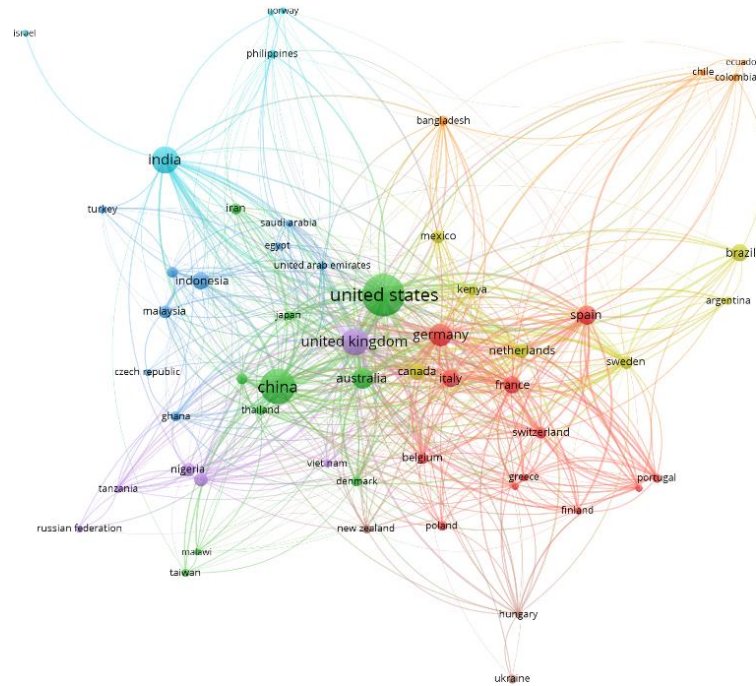 norway
israel
philippines
ecuador
chile
colombia
bangladesh
india
turkey
iran
saudi arabia
mexico
egypt
brazil
united arab emirates
indonesia
united states
kenya
argentina
malaysia
japan
spain
germany
united kingdom
netherlands
sweden
czech republic
canada
australia
italy
france
china
thailand
ghana
switzerland
belgium
viet nam
nigeria
greece
portugal
denmark
tanzania
finland
russian federation
new zealand
poland
malawi
taiwan
hungary
ukraine